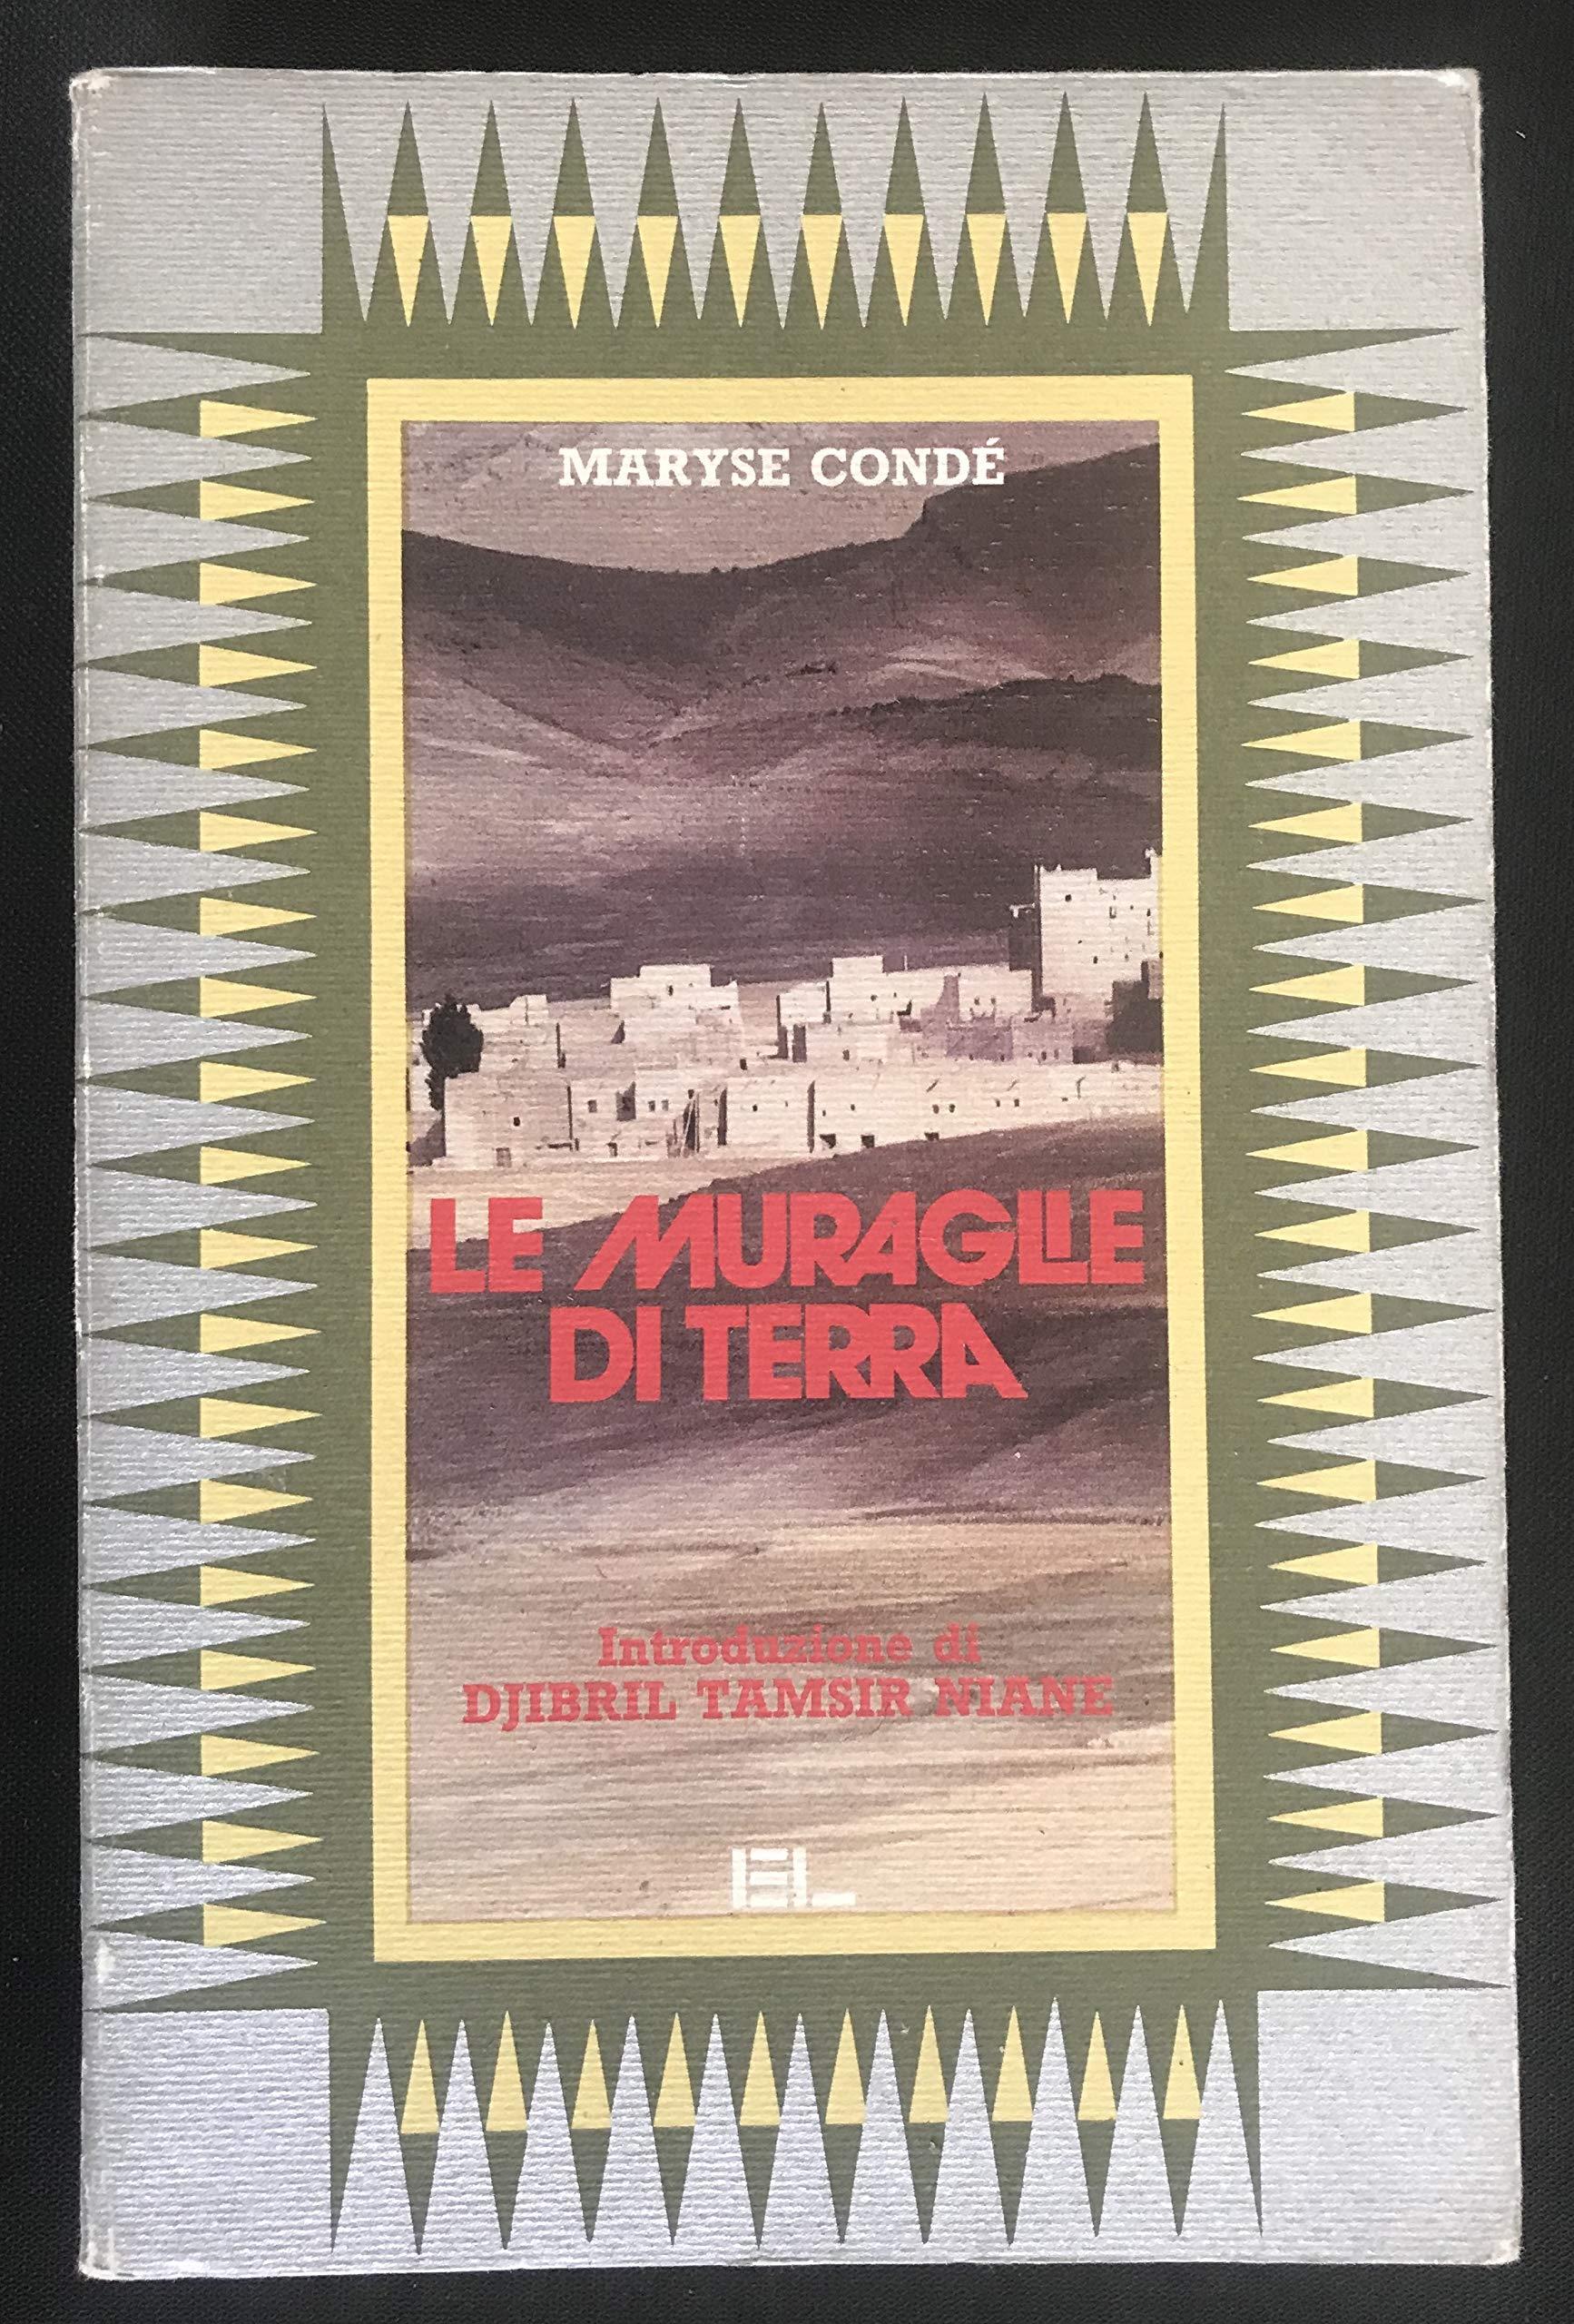 MARYSE CONDÉ
LE MURAGLIE
DI TERRA
Introduzione di
DJIBRIL TAMSIR NIANE
EL